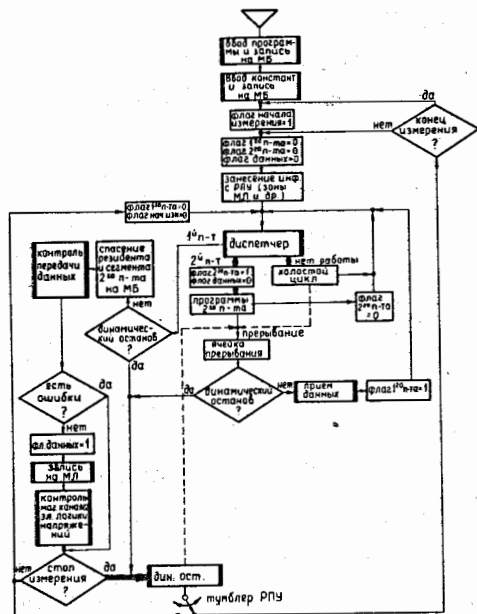 ввод програм-
мы и запись
на МБ
ввод констант
и запись
на МБ
да
флаг начала
измерения=1
нет
конец
измерения
?
флаг 1го п-та=0
флаг 2го п-та=0
флаг данных=0
Занесение инф.
с РПУ (зоны
МЛ и др)
флаг 1го п-та=0
флаг нач.изм=0
1й п-т
диспетчер
контроль
передачи
данных
спасение
резидента
и сегмента
2го п-та
на МБ
2й п-т
нет работы
флаг 2го п-та=1
флаг данных=0
холостой
цикл
программы
2го п-та
флаг
2го п-та
=0
нет
динамичес-
кий останов
?
да
прерывание
ячейка
прерывания
есть
ошибки
?
да
да
динамический
останов
?
нет
прием
данных
флаг 1го п-та=1
нет
фл.данных=1
запись
на МЛ
контроль
маг. канала
эл. логики
напряже-
ний
нет
стоп
измерения
?
да
дин. ост.
тумблер РПУ